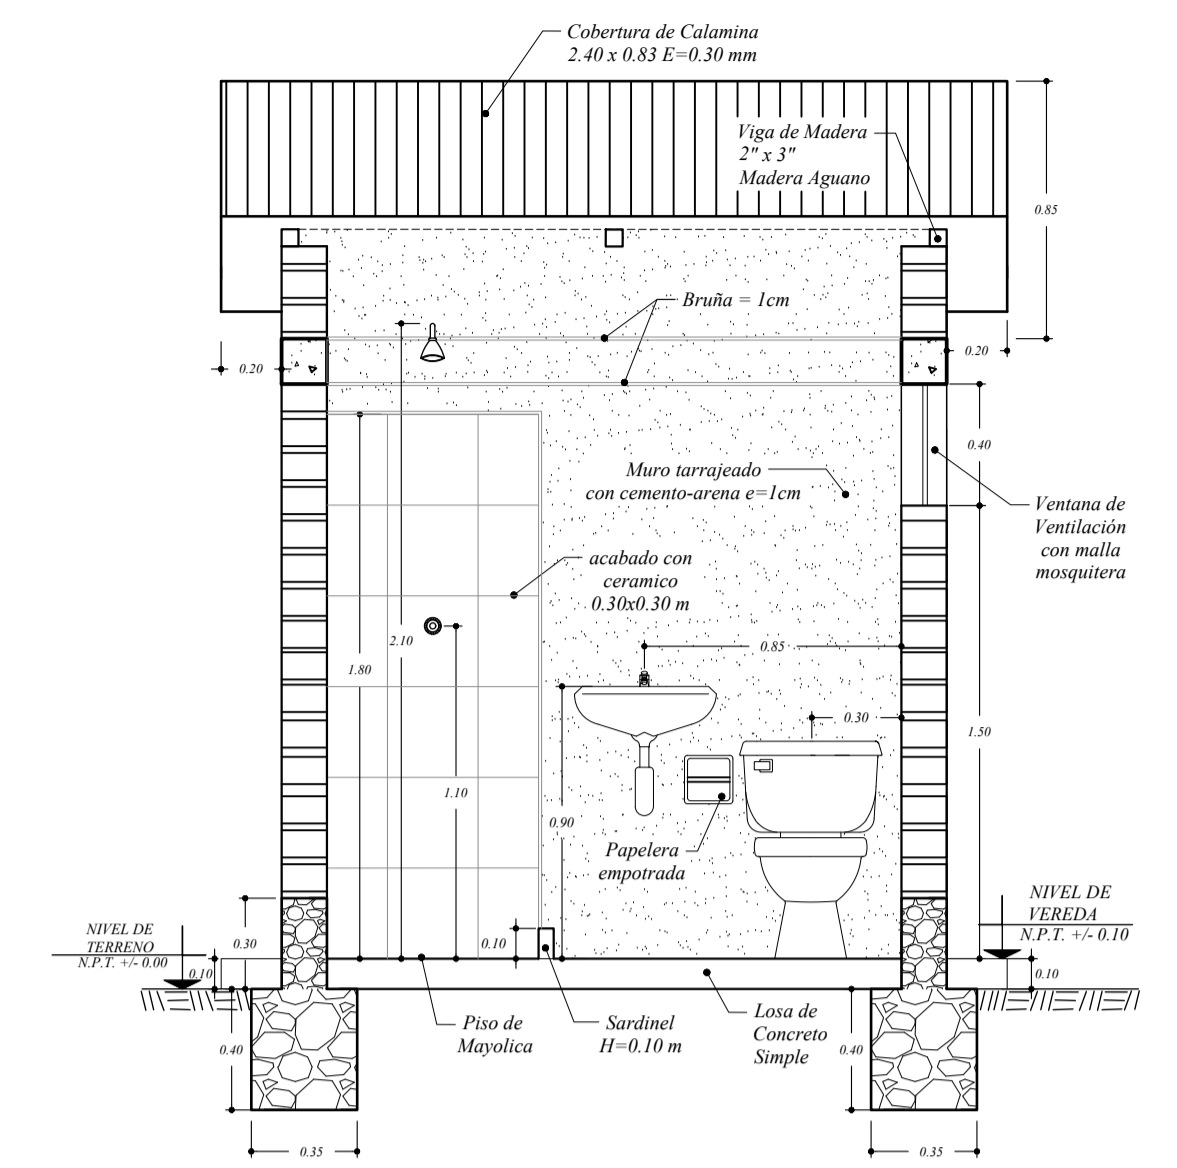 Cobertura de Calamina
2.40 x 0.83 E=0.30 mm
Viga de Madera
2" x 3"
Madera Aguano
0.85
Bruña = 1cm
0.20
0.20
0.40
Muro tarrajeado
con cemento-arena e=1cm
Ventana de
Ventilación
con malla
mosquitera
acabado con
ceramico
0.30x0.30 m
2.10
0.85
1.80
0.30
1.50
1.10
0.90
Papelera
empotrada
NIVEL DE
VEREDA
N.P.T. +/- 0.10
NIVEL DE
TERRENO
N.P.T. +/- 0.00
0.30
0.10
0.10
0.10
Piso de
Mayolica
Sardinel
H=0.10 m
Losa de
Concreto
Simple
0.40
0.40
0.35
0.35